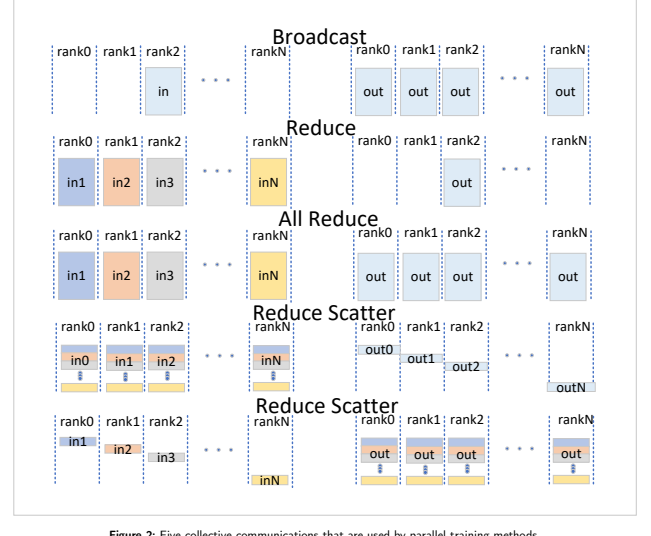 Broadcast
rank0 rank1 rank2 rankN rank0 rank1 rank2 rankN
in out out out out
Reduce
rank0 rank1 rank2 rankN rank0 rank1 rank2 rankN
in1 in2 in3 inN out
All Reduce
rank0 rank1 rank2 rankN rank0 rank1 rank2 rankN
in1 in2 in3 inN out out out out
Reduce Scatter
rank0 rank1 rank2 rankN rank0 rank1 rank2 rankN
in0 in1 in2 inN out0 out1 out2 outN
Reduce Scatter
rank0 rank1 rank2 rankN rank0 rank1 rank2 rankN
in1 in2 in3 inN out out out out
Figure 2: Five collective communications that are used by parallel training methods